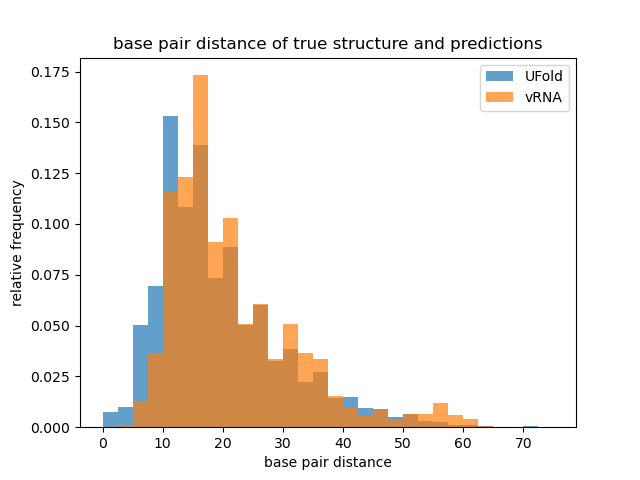 base pair distance of true structure and predictions
UFold
vRNA
0.175
0.150
0.125
0.100
0.075
0.050
0.025
0.000
relative frequency
0 10 20 30 40 50 60 70
base pair distance